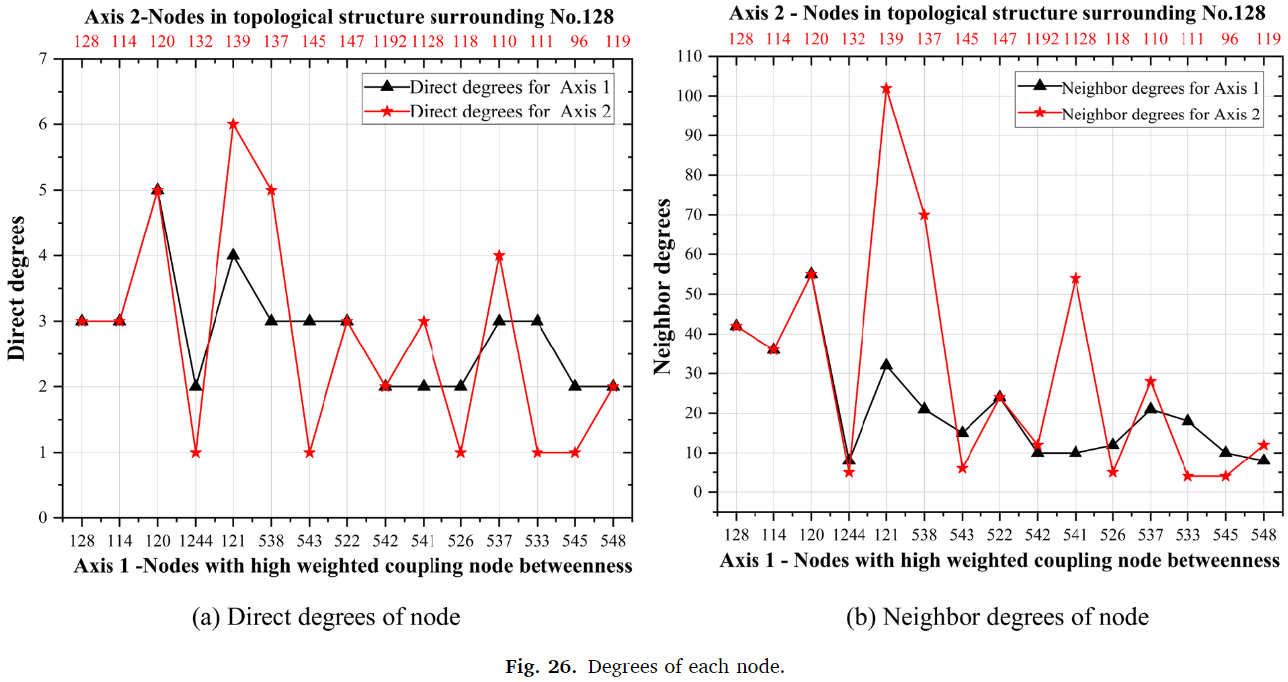 Axis 2-Nodes in topological structure surrounding No.128
128 114 120 132 139 137 145 147 1192 1128 118 110 111 96 119
7
6
5
4
3
2
1
0
Direct degrees
Direct degrees for Axis 1
Direct degrees for Axis 2
128 114 120 1244 121 538 543 522 542 541 526 537 533 545 548
Axis 1 -Nodes with high weighted coupling node betweenness
(a) Direct degrees of node
Axis 2 - Nodes in topological structure surrounding No.128
128 114 120 132 139 137 145 147 1192 1128 118 110 111 96 119
110
100
90
80
70
60
50
40
30
20
10
0
Neighbor degrees
Neighbor degrees for Axis 1
Neighbor degrees for Axis 2
128 114 120 1244 121 538 543 522 542 541 526 537 533 545 548
Axis 1 - Nodes with high weighted coupling node betweenness
(b) Neighbor degrees of node
Fig. 26. Degrees of each node.